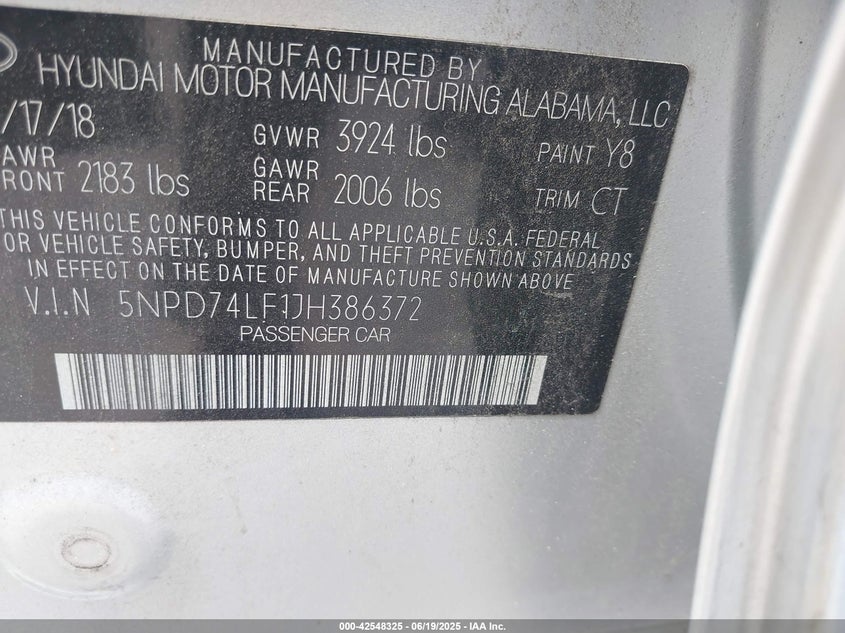 MANUFACTURED BY
HYUNDAI MOTOR MANUFACTURING ALABAMA, LLC
/17/18 GVWR 3924 lbs PAINT Y8
AWR FRONT 2183 lbs GAWR REAR 2006 lbs TRIM CT
THIS VEHICLE CONFORMS TO ALL APPLICABLE U.S.A. FEDERAL
OR VEHICLE SAFETY, BUMPER, AND THEFT PREVENTION STANDARDS
IN EFFECT ON THE DATE OF MANUFACTURE SHOWN ABOVE
V.I.N 5NPD74LF1JH386372
PASSENGER CAR
000-42548325 - 06/19/2025 - IAA Inc.